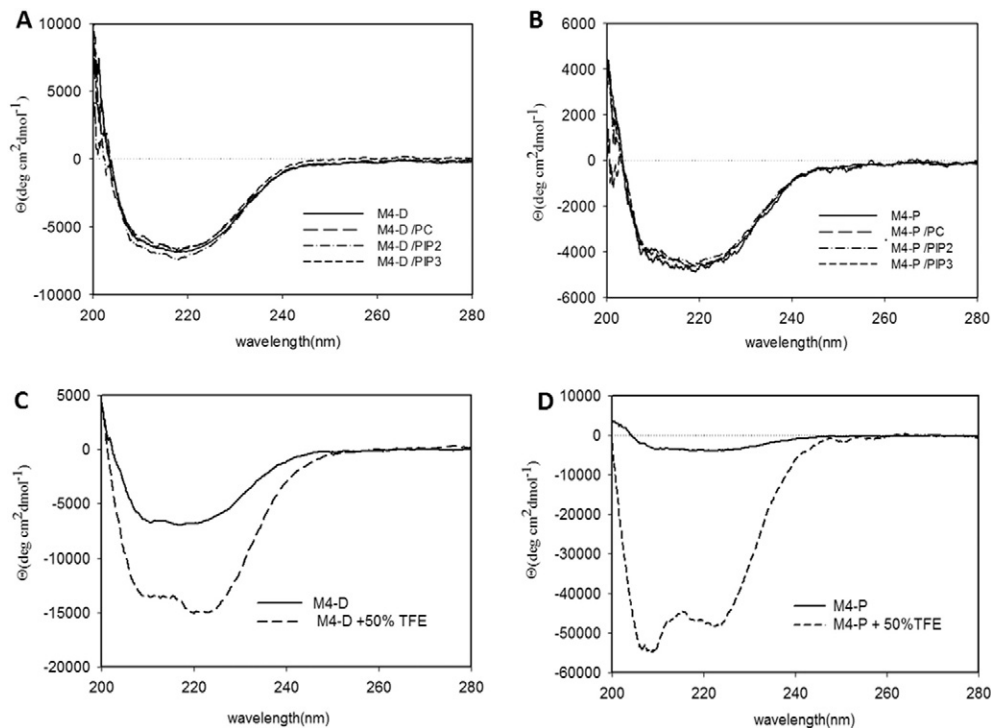 A
10000
5000
0
-5000
-10000
Θ(deg cm²dmol⁻¹)
M4-D
M4-D /PC
M4-D /PIP2
M4-D /PIP3
200 220 240 260 280
wavelength(nm)
B
6000
4000
2000
0
-2000
-4000
-6000
Θ(deg cm²dmol⁻¹)
M4-P
M4-P /PC
M4-P /PIP2
M4-P /PIP3
200 220 240 260 280
wavelength(nm)
C
5000
0
-5000
-10000
-15000
-20000
Θ(deg cm²dmol⁻¹)
M4-D
M4-D +50% TFE
200 220 240 260 280
wavelength(nm)
D
10000
0
-10000
-20000
-30000
-40000
-50000
-60000
Θ(deg cm²dmol⁻¹)
M4-P
M4-P + 50%TFE
200 220 240 260 280
wavelength(nm)